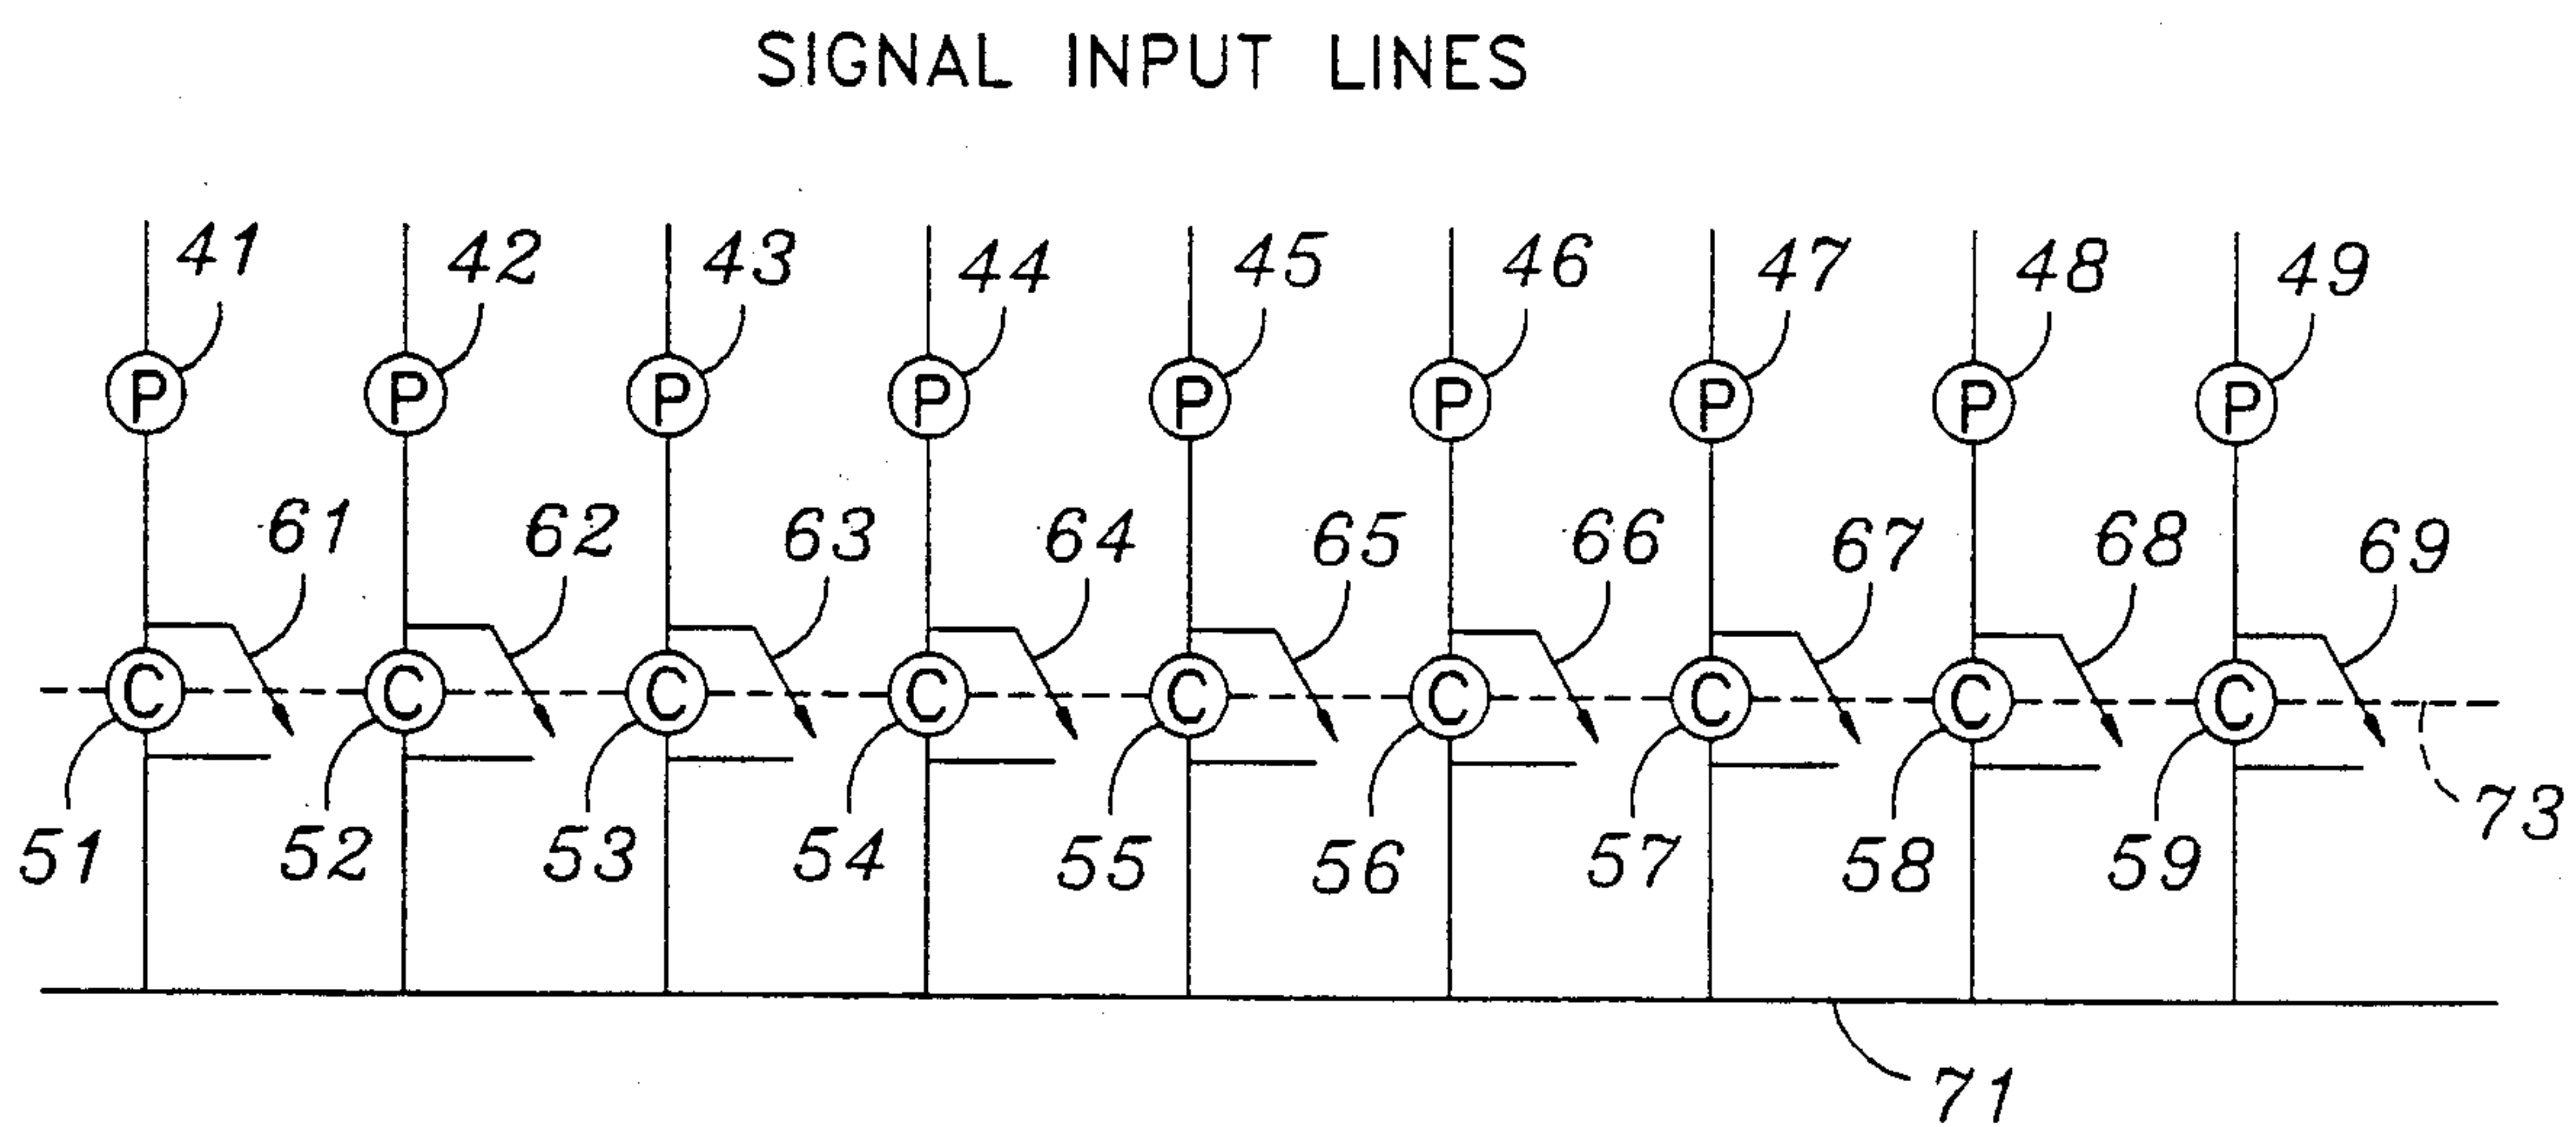 SIGNAL INPUT LINES
41 42 43 44 45 46 47 48 49
P P P P P P P P P
61 62 63 64 65 66 67 68 69
C C C C C C C C C
51 52 53 54 55 56 57 58 59
73
71